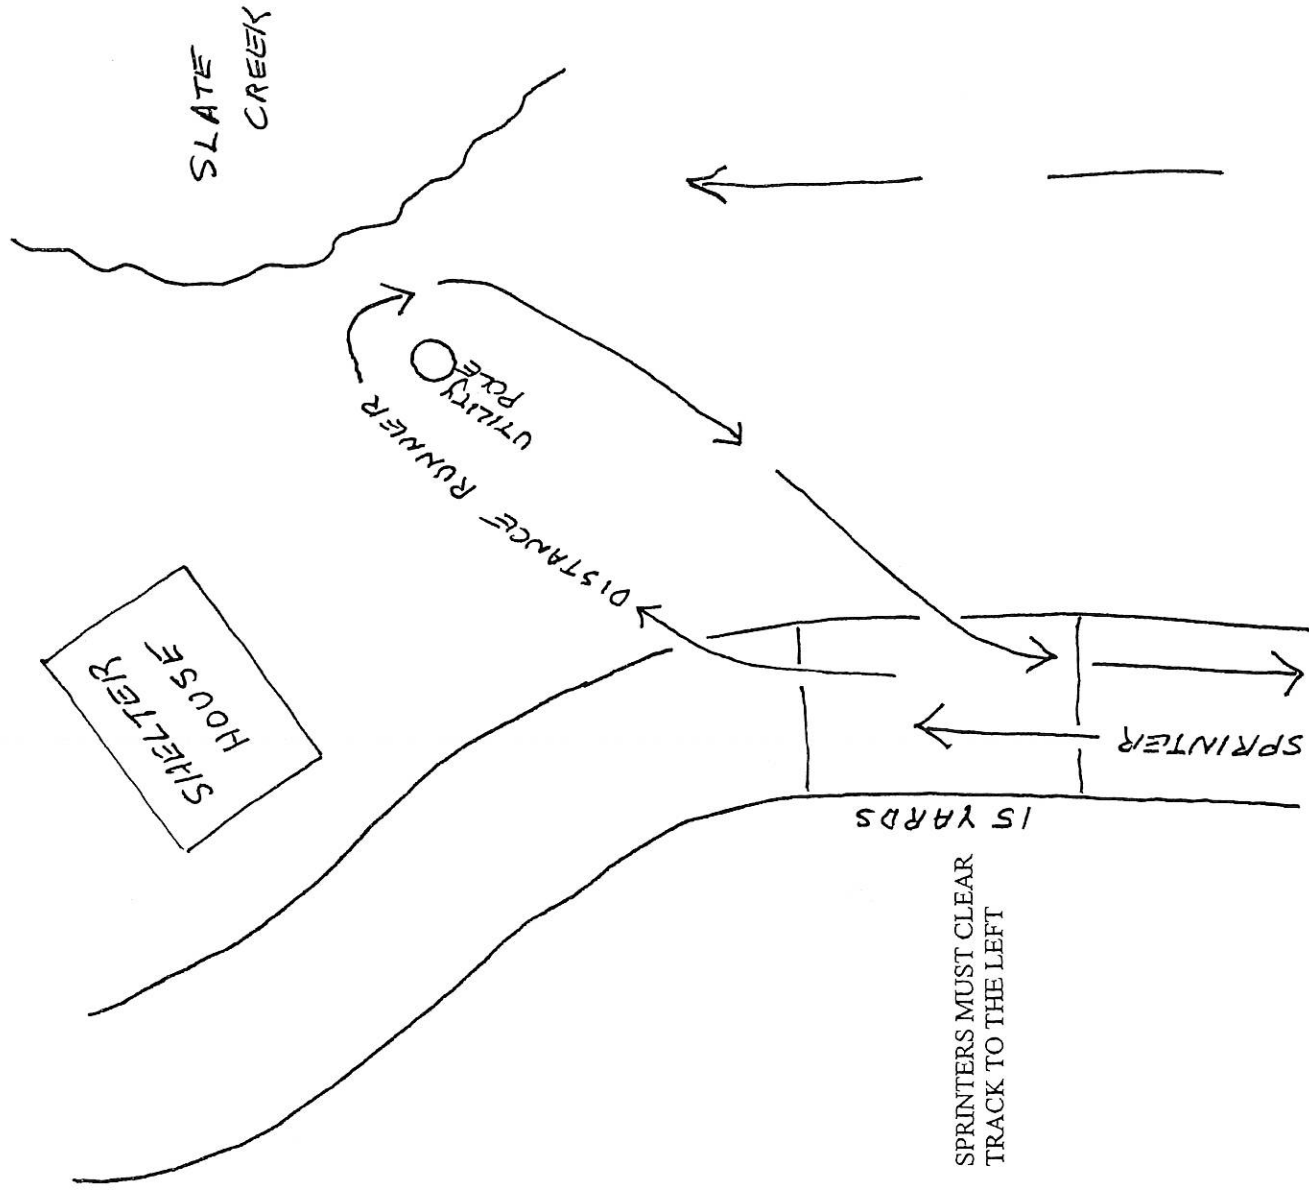 SLATE
CREEK
UTILITY
POLE
DISTANCE RUNNER
SHELTER
HOUSE
SPRINTER
15 YARDS
SPRINTERS MUST CLEAR
TRACK TO THE LEFT